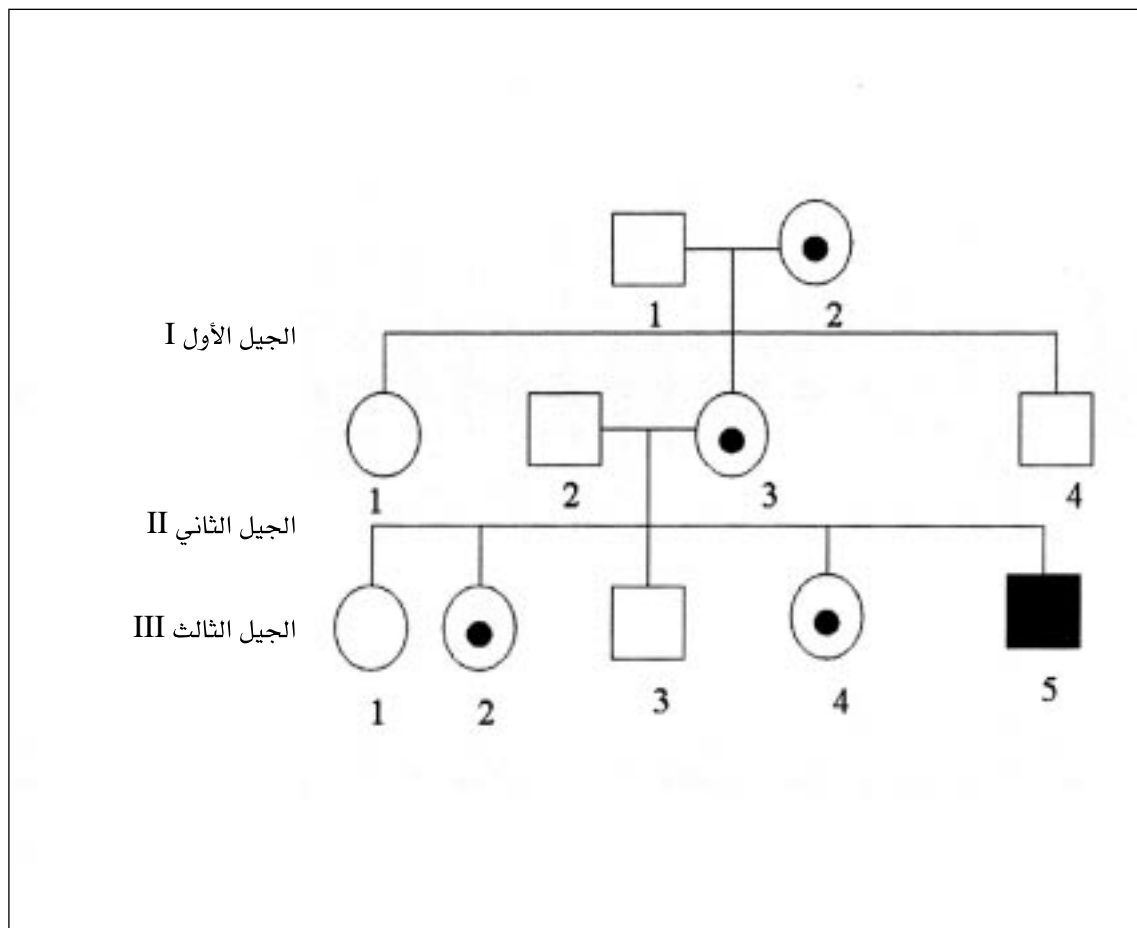 1 2
الجيل الأول I
1 2 3 4
الجيل الثاني II
الجيل الثالث III
1 2 3 4 5